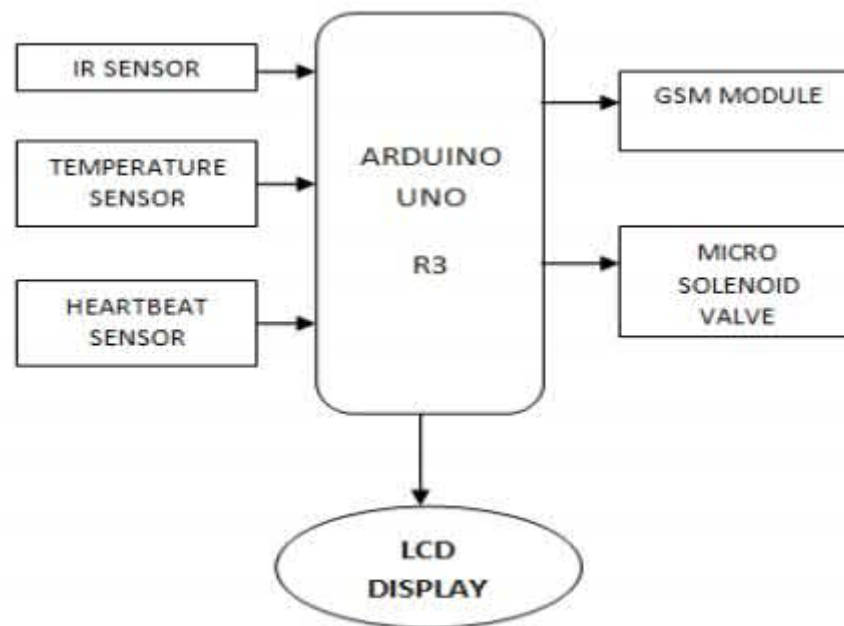 IR SENSOR
TEMPERATURE
SENSOR
HEARTBEAT
SENSOR
ARDUINO
UNO
R3
GSM MODULE
MICRO
SOLENOID
VALVE
LCD
DISPLAY